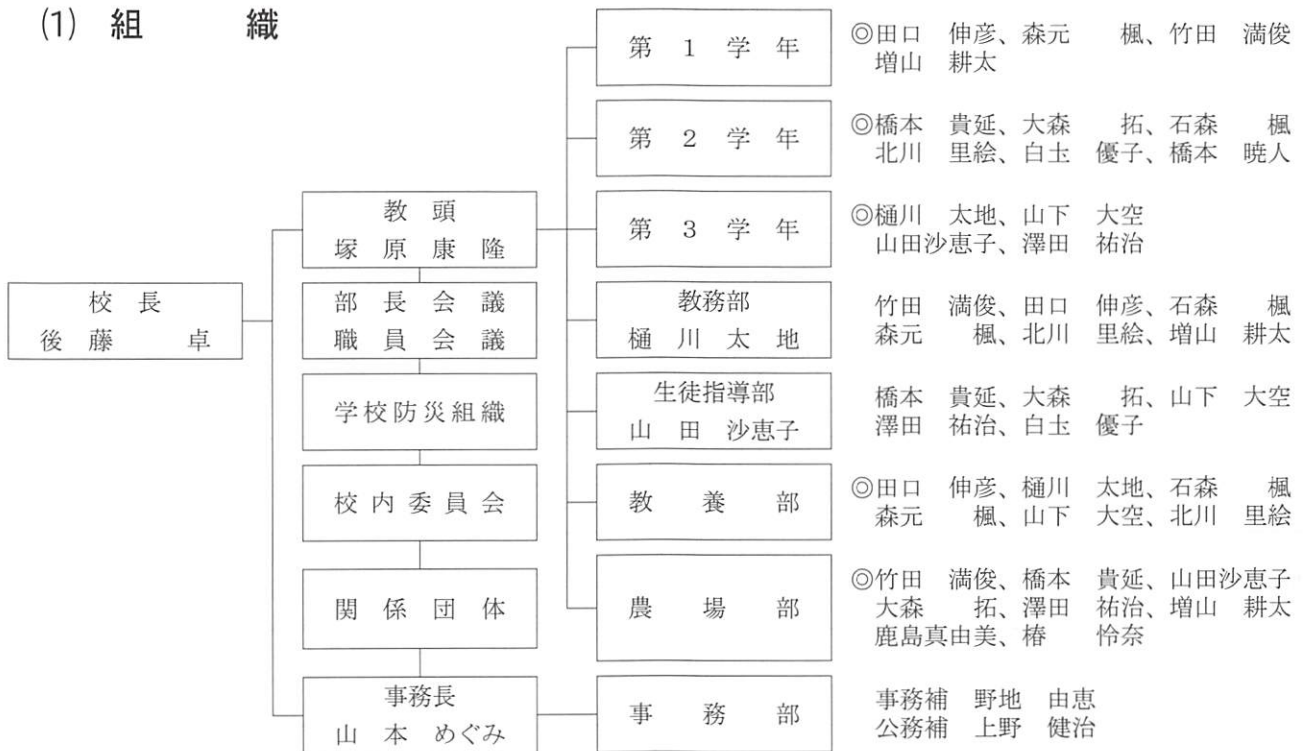 (1) 組織
校長
後藤 卓
教頭
塚原康隆
部長会議
職員会議
学校防災組織
校内委員会
関係団体
事務長
山本 めぐみ
第1学年
◎田口 伸彦、森元 楓、竹田 満俊
増山 耕太
第2学年
◎橋本 貴延、大森 拓、石森 楓
北川 里絵、白圡 優子、橋本 暁人
第3学年
◎樋川 太地、山下 大空
山田沙恵子、澤田 祐治
教務部
樋川太地
竹田 満俊、田口 伸彦、石森 楓
森元 楓、北川 里絵、増山 耕太
生徒指導部
山田 沙恵子
橋本 貴延、大森 拓、山下 大空
澤田 祐治、白圡 優子
教養部
◎田口 伸彦、樋川 太地、石森 楓
森元 楓、山下 大空、北川 里絵
農場部
◎竹田 満俊、橋本 貴延、山田沙恵子
大森 拓、澤田 祐治、増山 耕太
鹿島真由美、椿 怜奈
事務部
事務補 野地 由恵
公務補 上野 健治